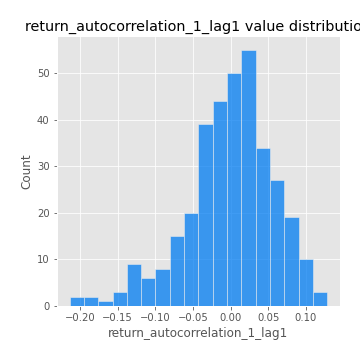 return_autocorrelation_1_lag1 value distributio
50
40
30
20
10
0
Count
−0.20 −0.15 −0.10 −0.05 0.00 0.05 0.10
return_autocorrelation_1_lag1